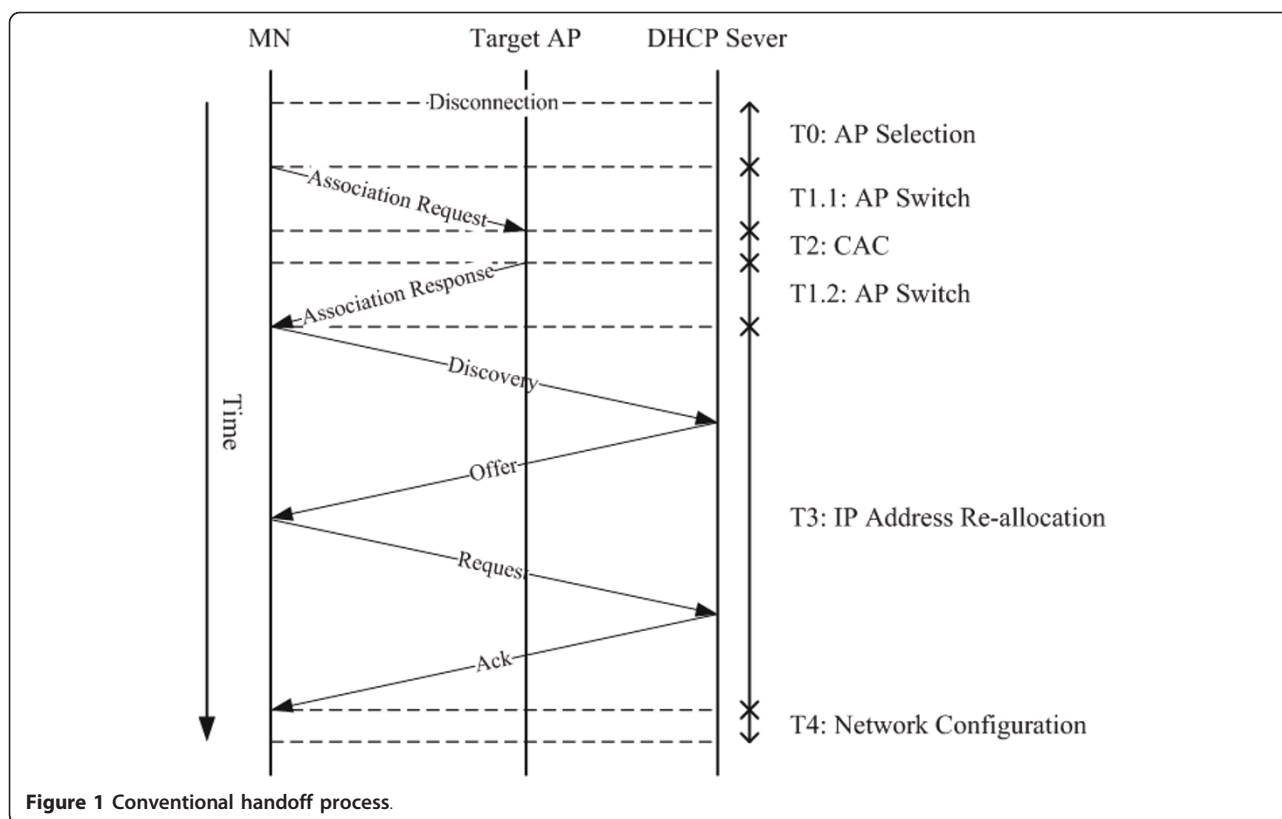 MN
Target AP
DHCP Sever
Disconnection
T0: AP Selection
Association Request
T1.1: AP Switch
T2: CAC
Association Response
T1.2: AP Switch
Discovery
Time
Offer
T3: IP Address Re-allocation
Request
Ack
T4: Network Configuration
Figure 1 Conventional handoff process.